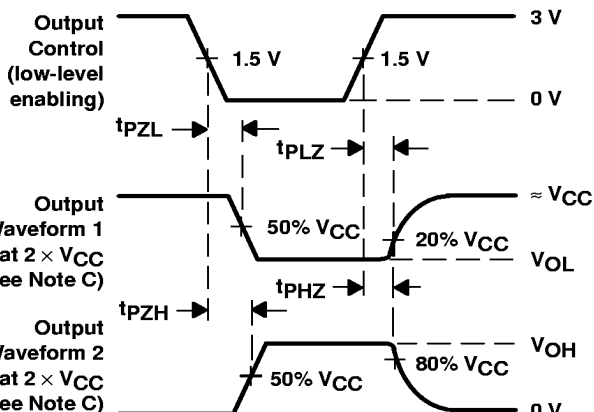 Output
Control
(low-level
enabling)
3 V
1.5 V
1.5 V
0 V
tPZL
tPLZ
Output
Waveform 1
at 2 × VCC
ee Note C)
≈ VCC
50% VCC
20% VCC
VOL
tPZH
tPHZ
Output
Waveform 2
at 2 × VCC
ee Note C)
VOH
50% VCC
80% VCC
0 V